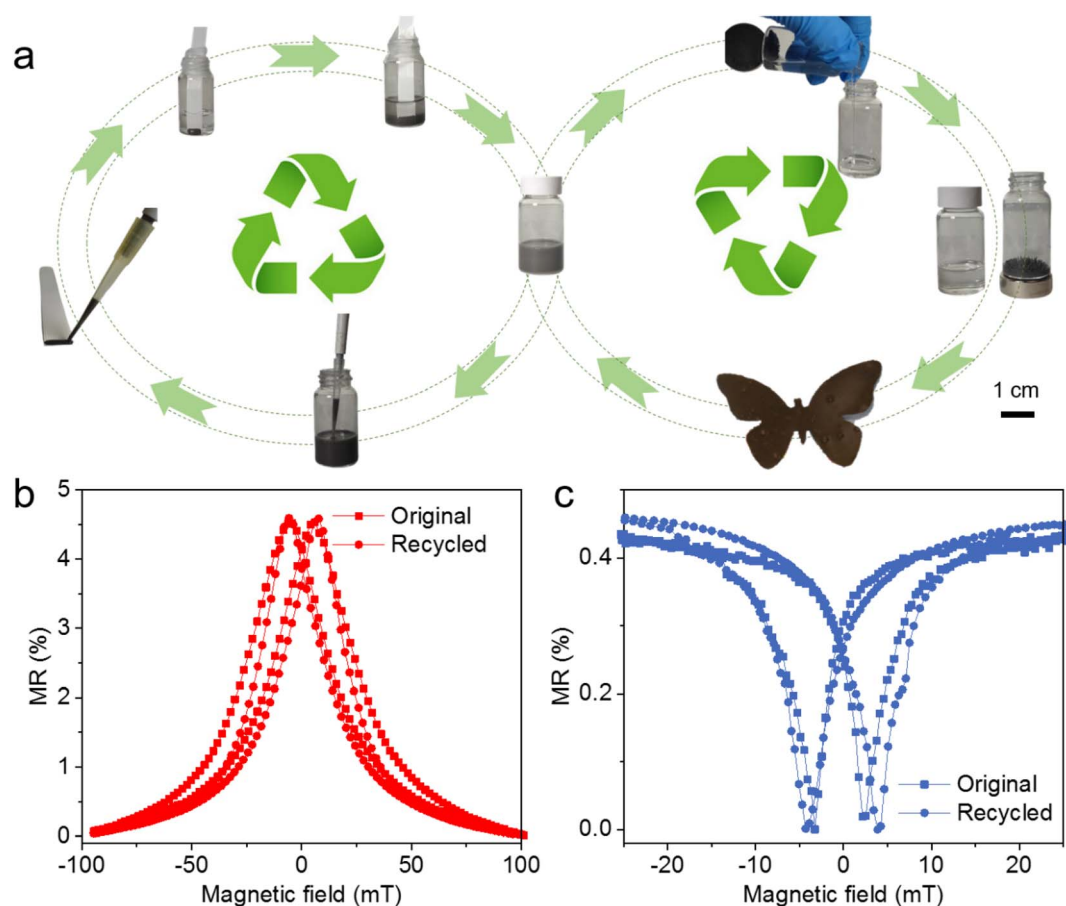 a
1 cm
b
5
4
3
2
1
0
MR (%)
Original
Recycled
-100
-50
0
50
100
Magnetic field (mT)
c
0.4
0.2
0.0
MR (%)
Original
Recycled
-20
-10
0
10
20
Magnetic field (mT)